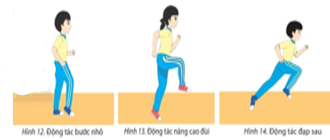 Hình 12. Động tác bước nhỏ
Hình 13. Động tác nâng cao đùi
Hình 14. Động tác đạp sau